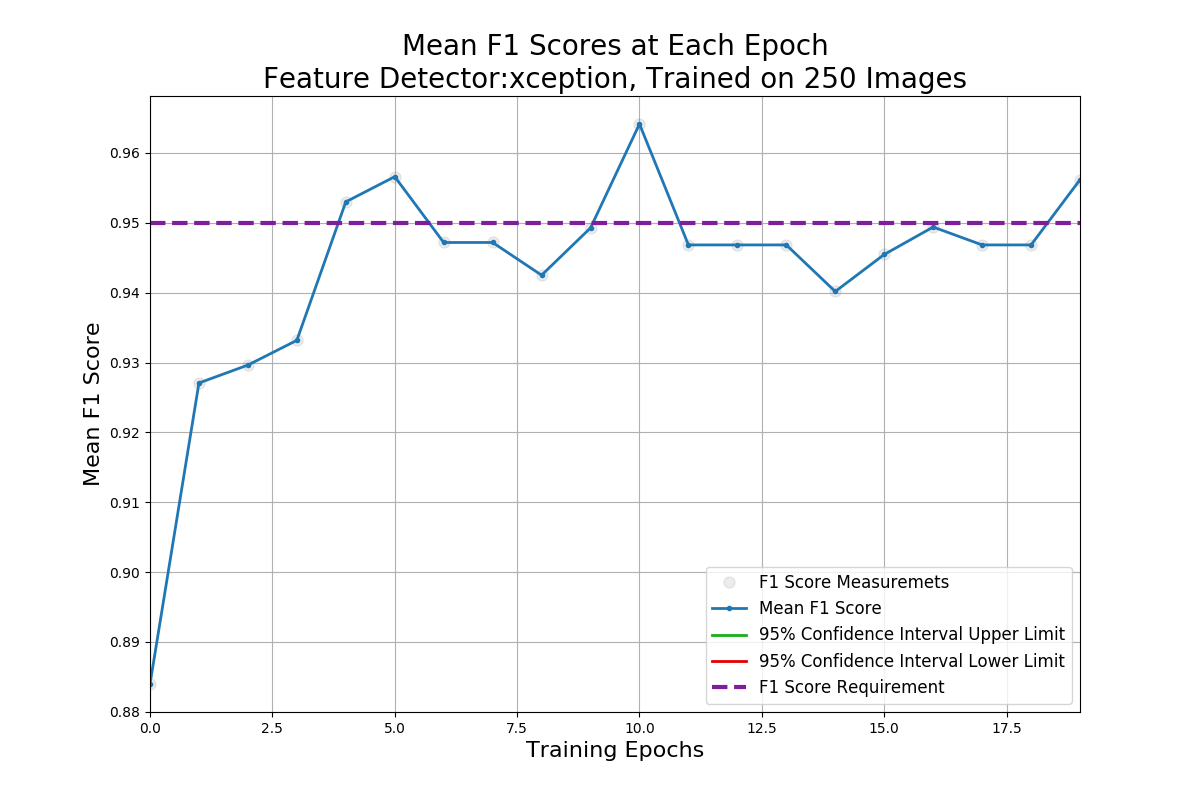 Mean F1 Scores at Each Epoch
Feature Detector:xception, Trained on 250 Images
0.96
0.95
0.94
0.93
0.92
0.91
0.90
0.89
0.88
Mean F1 Score
F1 Score Measuremets
Mean F1 Score
95% Confidence Interval Upper Limit
95% Confidence Interval Lower Limit
F1 Score Requirement
0.0 2.5 5.0 7.5 10.0 12.5 15.0 17.5
Training Epochs